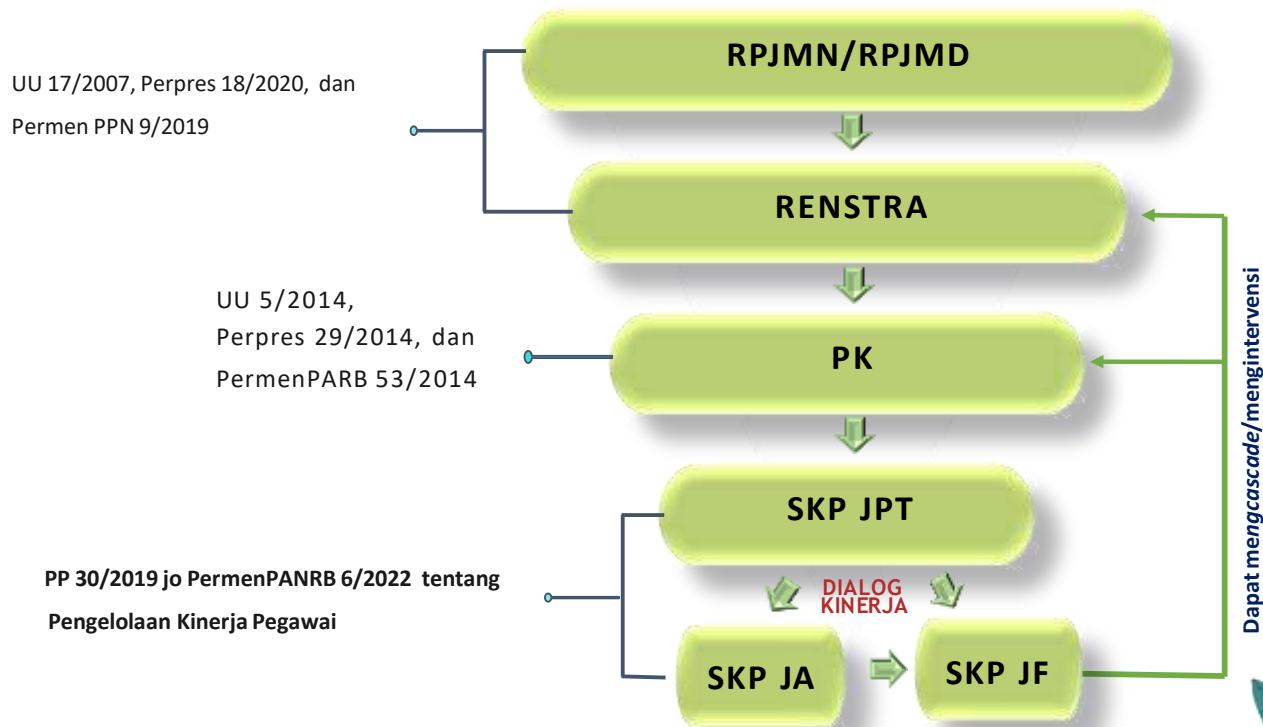 RPJMN/RPJMD
UU 17/2007, Perpres 18/2020, dan
Permen PPN 9/2019
RENSTRA
UU 5/2014,
Perpres 29/2014, dan
PermenPARB 53/2014
PK
SKP JPT
PP 30/2019 jo PermenPANRB 6/2022 tentang
Pengelolaan Kinerja Pegawai
DIALOG
KINERJA
SKP JA
SKP JF
Dapat mengcascade/mengintervensi